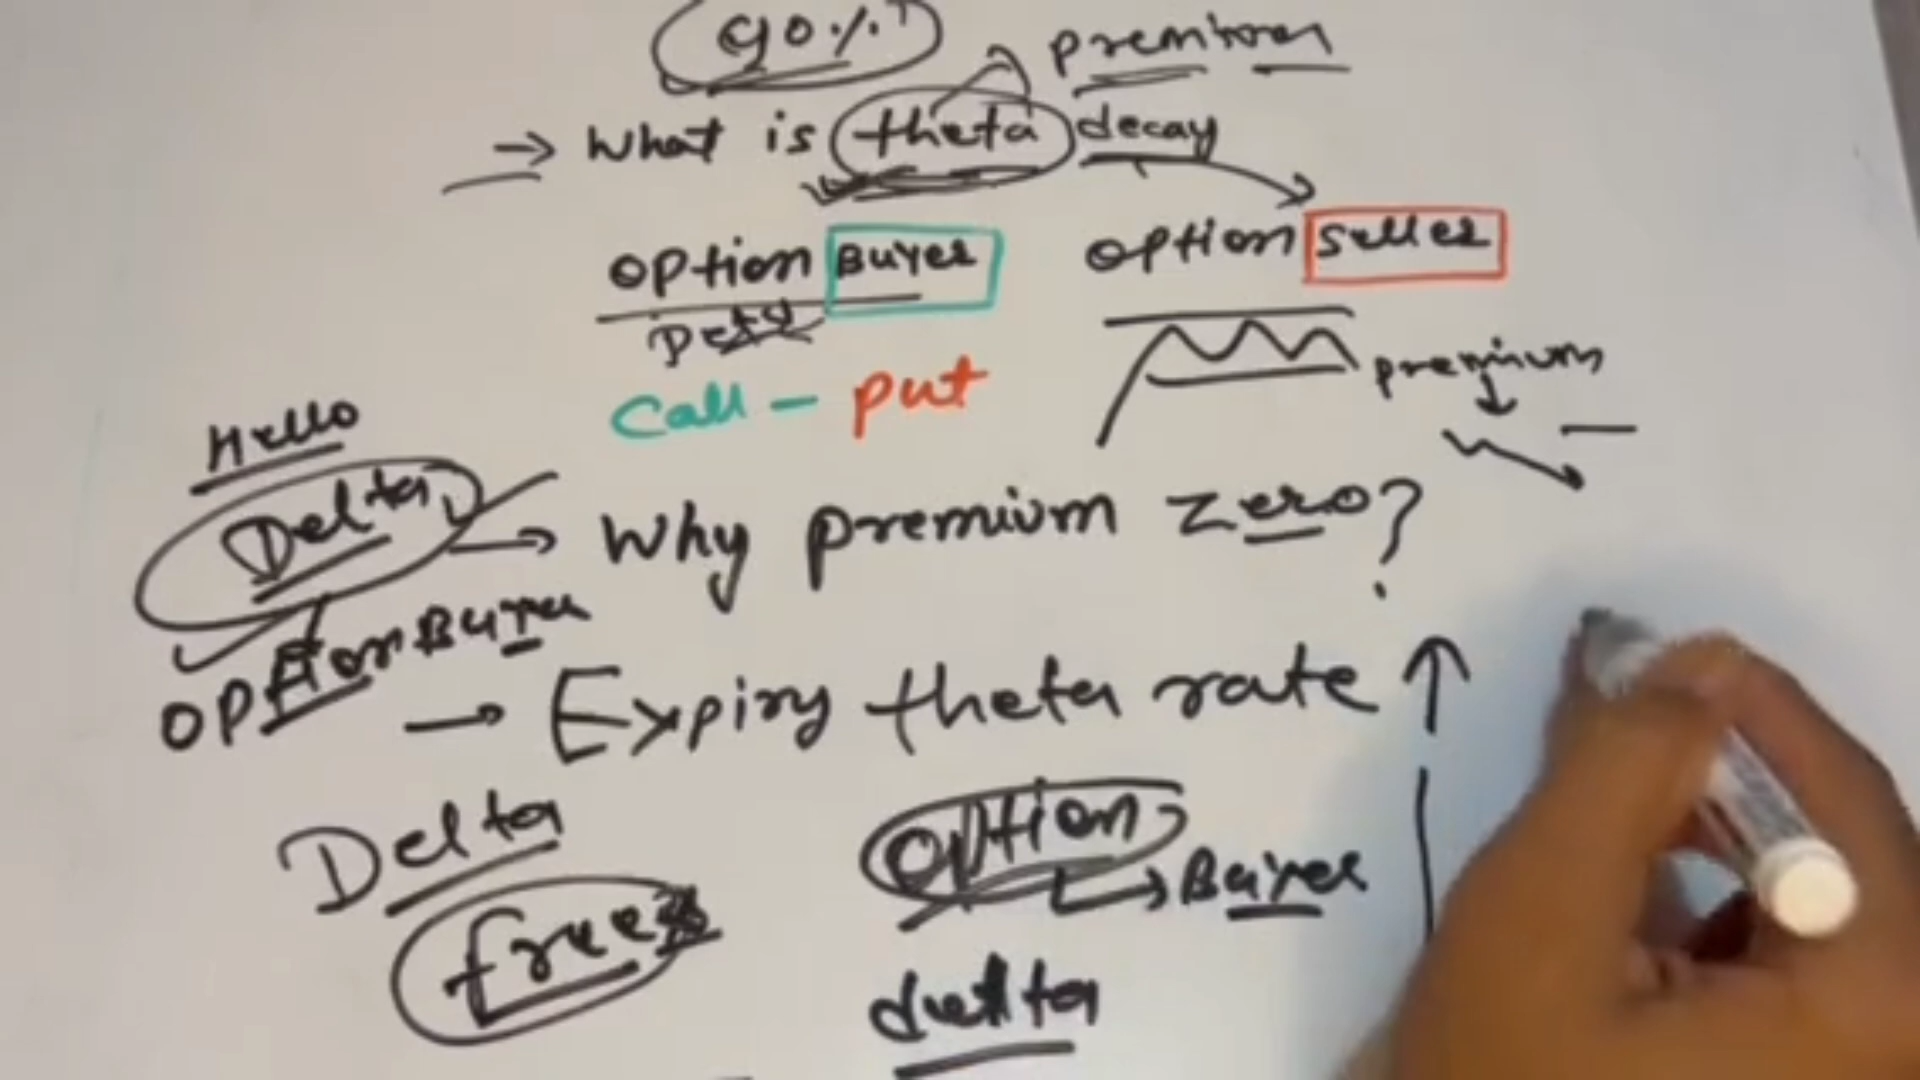 90%
premium
→ What is theta decay
option Buyer
option Seller
Call - put
premium
Hello
Delta
→ Why premium zero?
option Buyer
→ Expiry theta rate ↑
Delta
option
→ Buyer
free
delta